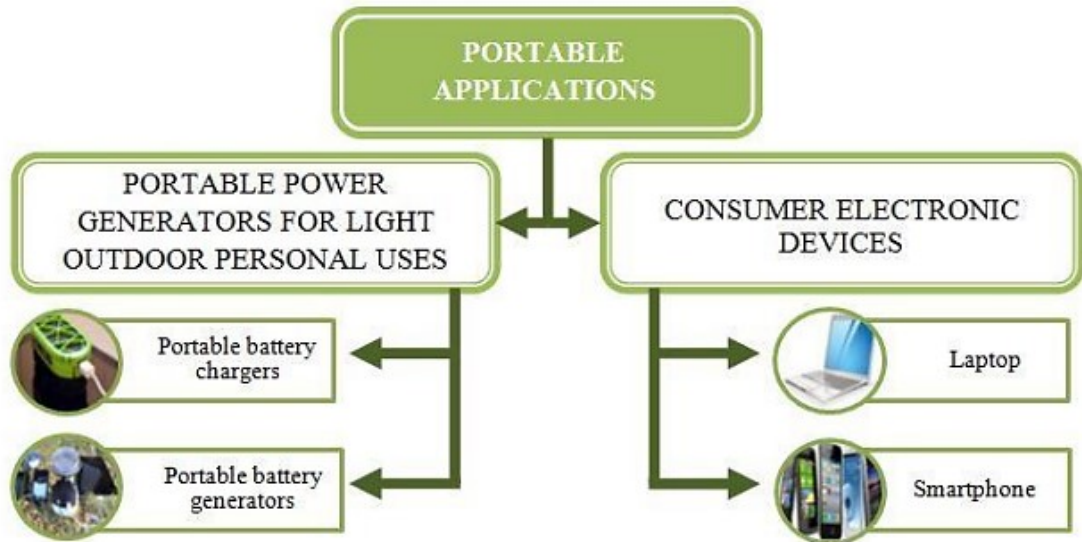 PORTABLE
APPLICATIONS
PORTABLE POWER
GENERATORS FOR LIGHT
OUTDOOR PERSONAL USES
CONSUMER ELECTRONIC
DEVICES
Portable battery
chargers
Portable battery
generators
Laptop
Smartphone